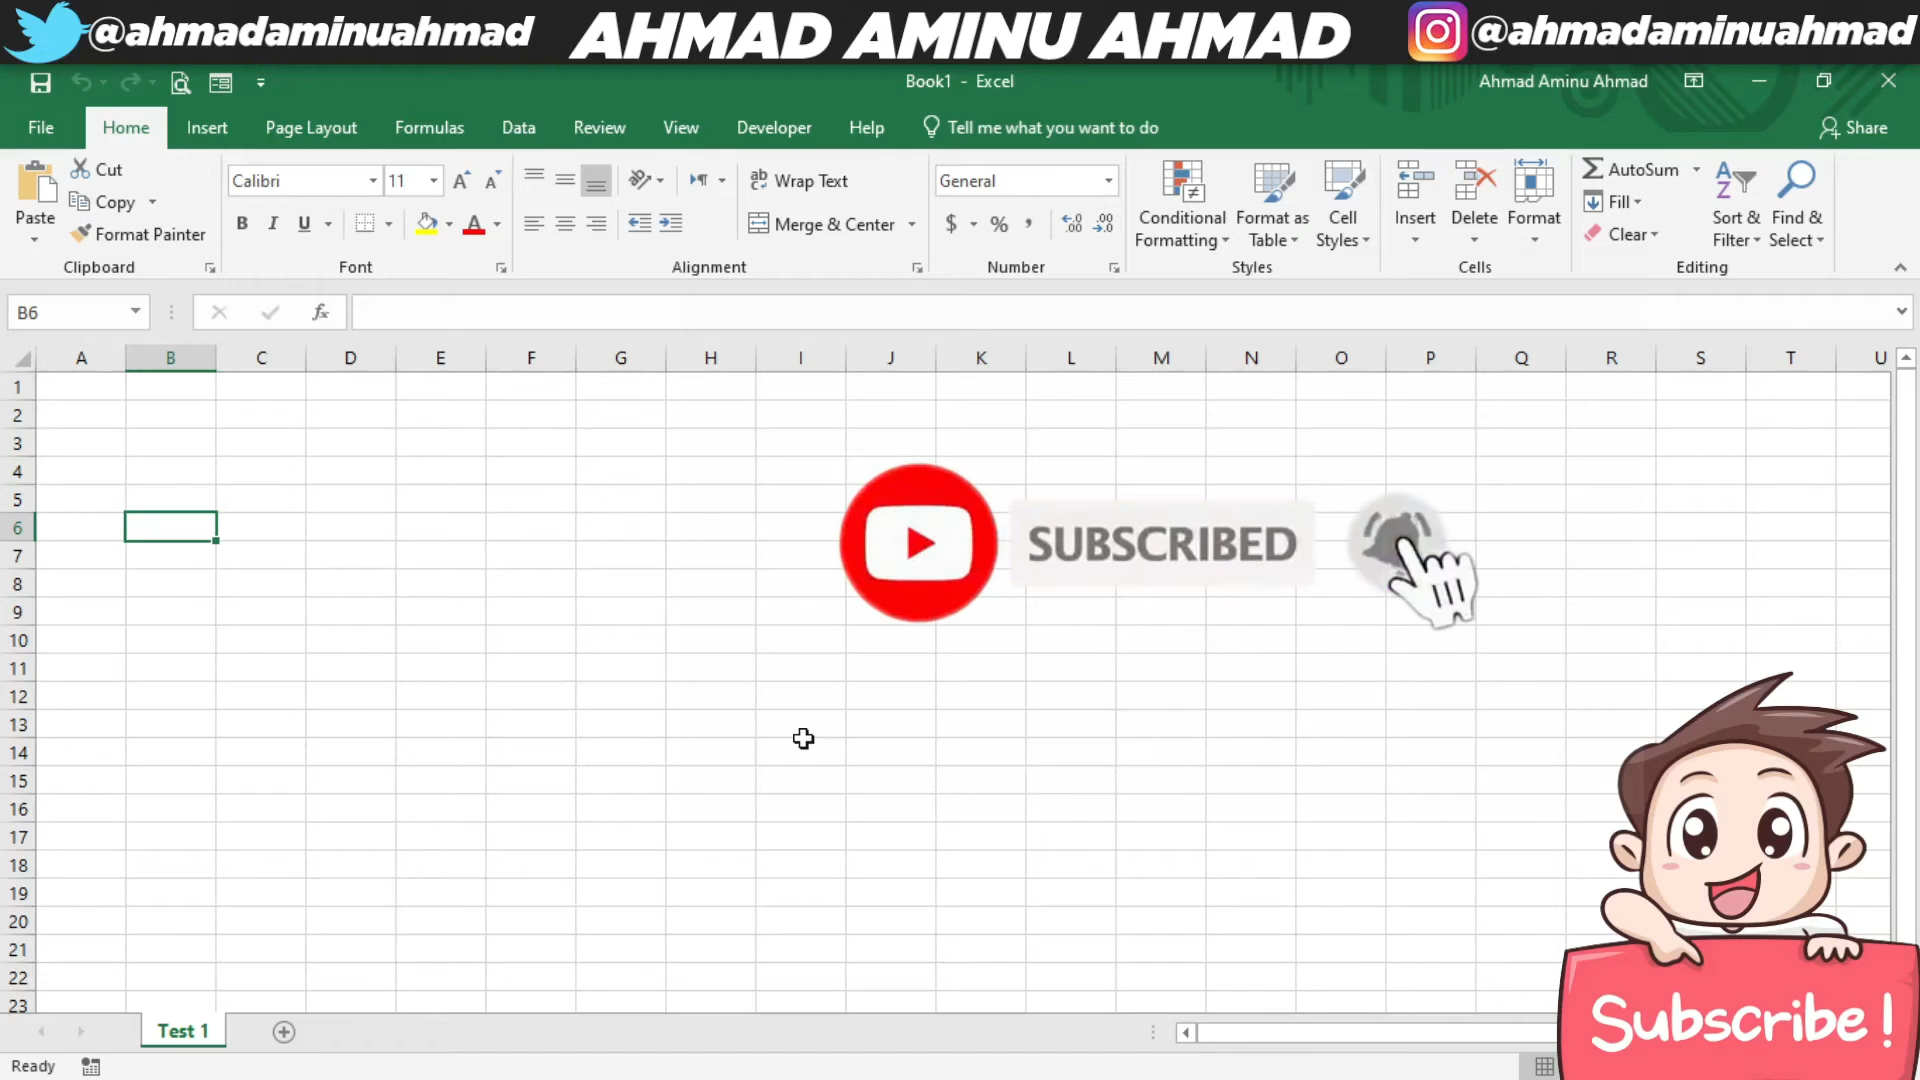 @ahmadaminuahmad AHMAD AMINU AHMAD @ahmadaminuahmad
Book1 - Excel Ahmad Aminu Ahmad
File Home Insert Page Layout Formulas Data Review View Developer Help Tell me what you want to do Share
Paste
Cut
Copy
Format Painter
Clipboard
Calibri 11
B I U A
Font
Wrap Text
Merge & Center
Alignment
General
$ % ,
Number
Conditional Formatting
Format as Table
Cell Styles
Styles
Insert
Delete
Format
Cells
AutoSum
Fill
Clear
Sort & Filter
Find & Select
Editing
B6 fx
A B C D E F G H I J K L M N O P Q R S T U
1
2
3
4
5
6
7
8
9
10
11
12
13
14
15
16
17
18
19
20
21
22
23
SUBSCRIBED
Subscribe!
Test 1
Ready